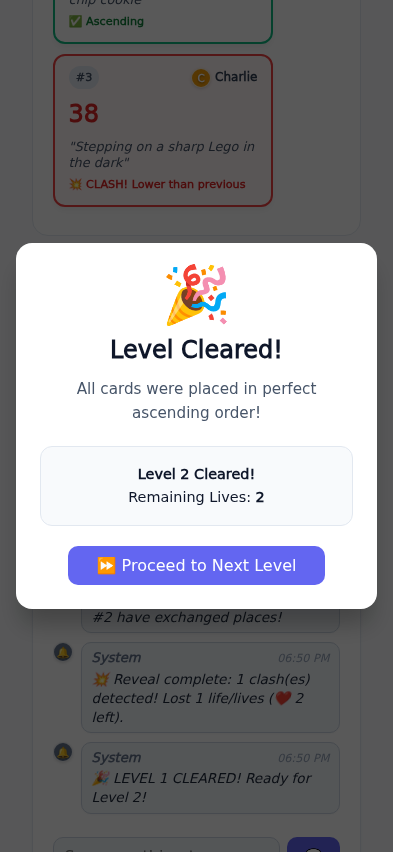 chip cookie"
✅ Ascending
#3
C Charlie
38
"Stepping on a sharp Lego in
the dark"
💥 CLASH! Lower than previous
🎉
Level Cleared!
All cards were placed in perfect
ascending order!
Level 2 Cleared!
Remaining Lives: 2
⏩ Proceed to Next Level
#2 have exchanged places!
System 06:50 PM
💥 Reveal complete: 1 clash(es)
detected! Lost 1 life/lives (❤️ 2
left).
System 06:50 PM
🎉 LEVEL 1 CLEARED! Ready for
Level 2!